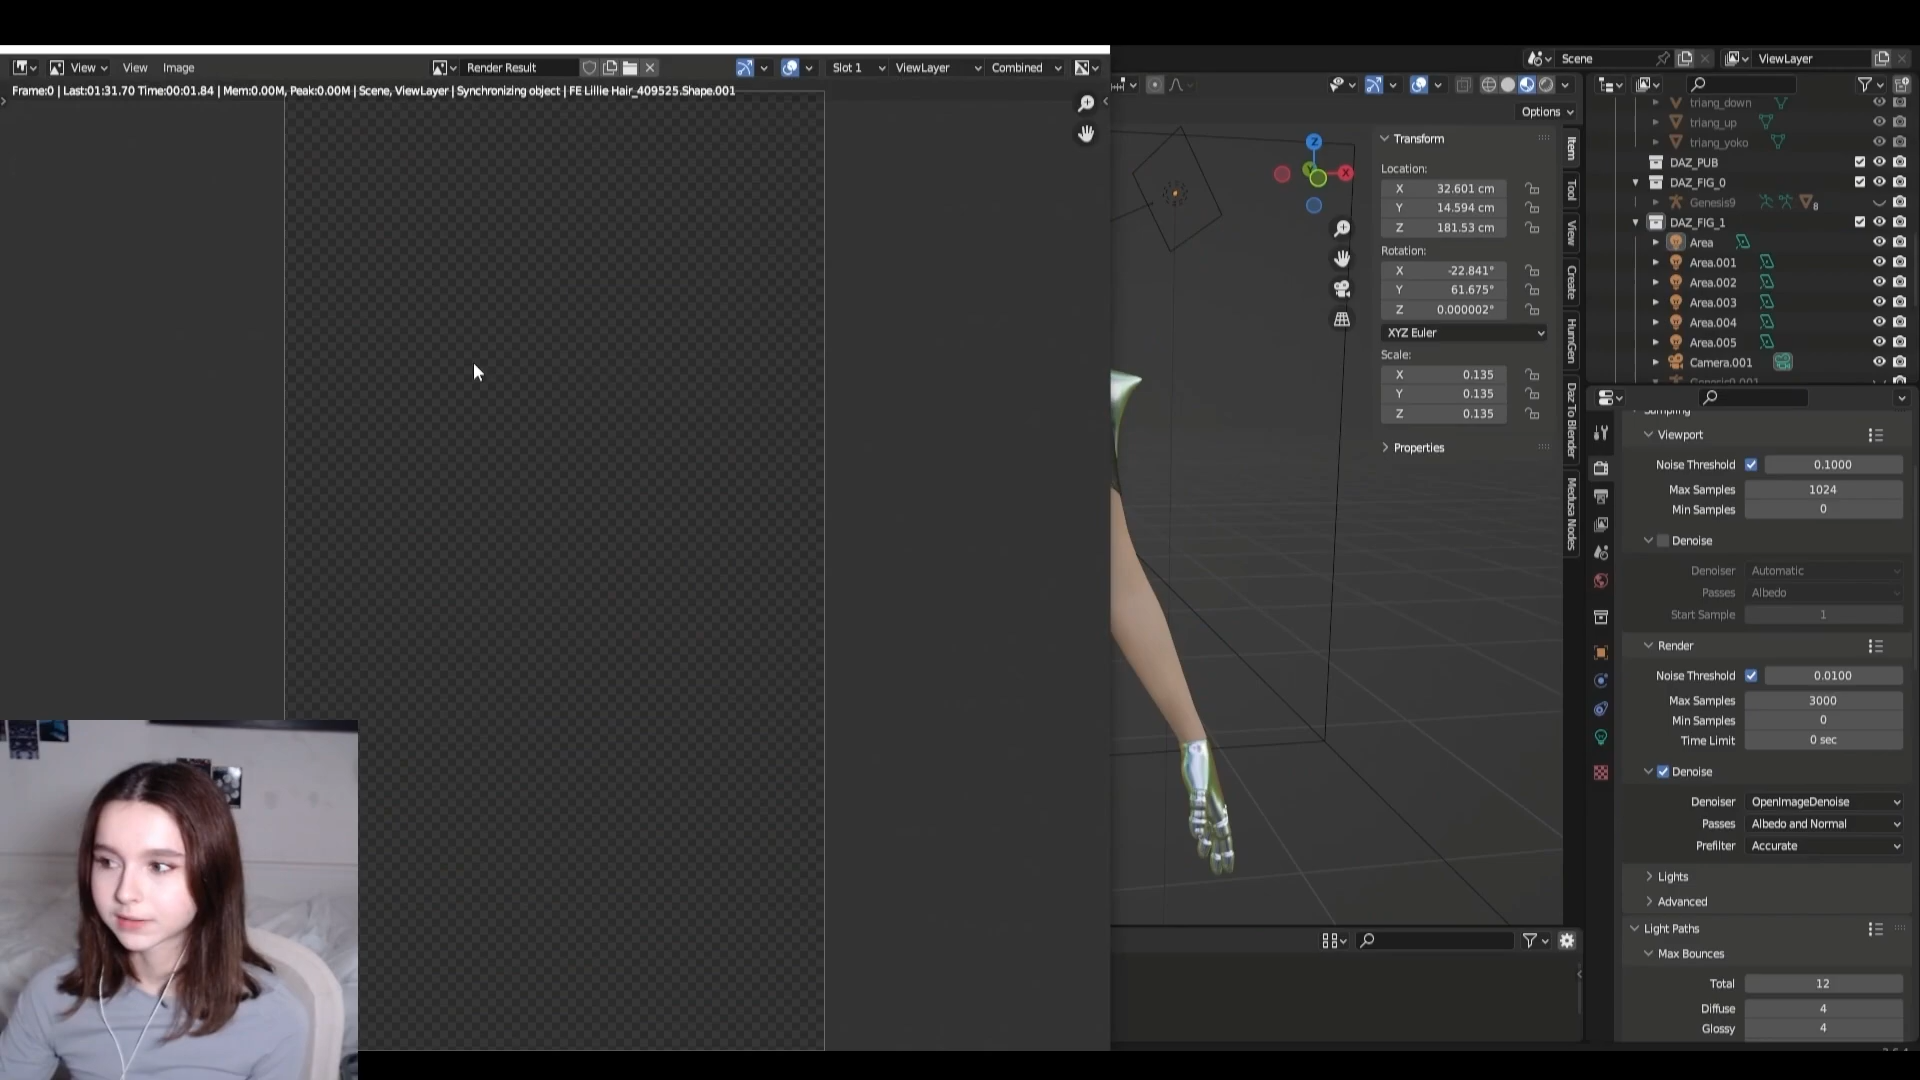 View
View
Image
Render Result
Slot 1
ViewLayer
Combined
Frame:0 | Last:01:31.70 Time:00:01.84 | Mem:0.00M, Peak:0.00M | Scene, ViewLayer | Synchronizing object | FE Lillie Hair_409525.Shape.001
Options
Z
X
Transform
Location:
X 32.601 cm
Y 14.594 cm
Z 181.53 cm
Rotation:
X -22.841°
Y 61.675°
Z 0.000002°
XYZ Euler
Scale:
X 0.135
Y 0.135
Z 0.135
Properties
Item
Tool
View
Create
HumGen
Daz To Blender
Medusa Nodes
Scene
ViewLayer
triang_down
triang_up
triang_yoko
DAZ_PUB
DAZ_FIG_0
Genesis9
8
DAZ_FIG_1
Area
Area.001
Area.002
Area.003
Area.004
Area.005
Camera.001
Genesis9.001
Sampling
Viewport
Noise Threshold 0.1000
Max Samples 1024
Min Samples 0
Denoise
Denoiser Automatic
Passes Albedo
Start Sample 1
Render
Noise Threshold 0.0100
Max Samples 3000
Min Samples 0
Time Limit 0 sec
Denoise
Denoiser OpenImageDenoise
Passes Albedo and Normal
Prefilter Accurate
Lights
Advanced
Light Paths
Max Bounces
Total 12
Diffuse 4
Glossy 4